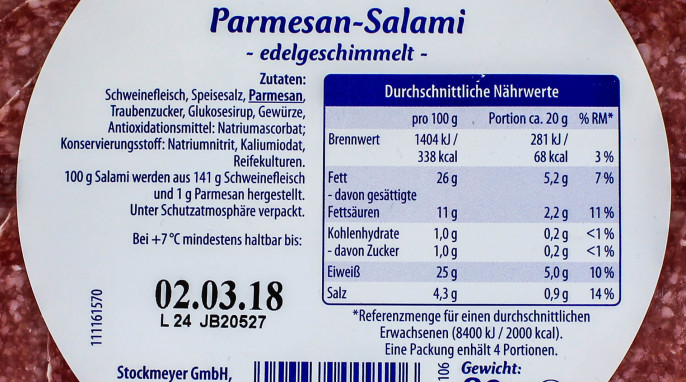 Parmesan-Salami
- edelgeschimmelt -
Zutaten:
Schweinefleisch, Speisesalz, Parmesan,
Traubenzucker, Glukosesirup, Gewürze,
Antioxidationsmittel: Natriumascorbat;
Konservierungsstoff: Natriumnitrit, Kaliumiodat,
Reifekulturen.
100 g Salami werden aus 141 g Schweinefleisch
und 1 g Parmesan hergestellt.
Unter Schutzatmosphäre verpackt.
Bei +7 °C mindestens haltbar bis:
02.03.18
L 24 JB20527
111161570
Stockmeyer GmbH,
Durchschnittliche Nährwerte
pro 100 g Portion ca. 20 g % RM*
Brennwert 1404 kJ / 281 kJ /
338 kcal 68 kcal 3 %
Fett 26 g 5,2 g 7 %
- davon gesättigte
Fettsäuren 11 g 2,2 g 11 %
Kohlenhydrate 1,0 g 0,2 g <1 %
- davon Zucker 1,0 g 0,2 g <1 %
Eiweiß 25 g 5,0 g 10 %
Salz 4,3 g 0,9 g 14 %
*Referenzmenge für einen durchschnittlichen
Erwachsenen (8400 kJ / 2000 kcal).
Eine Packung enhält 4 Portionen.
106
Gewicht: